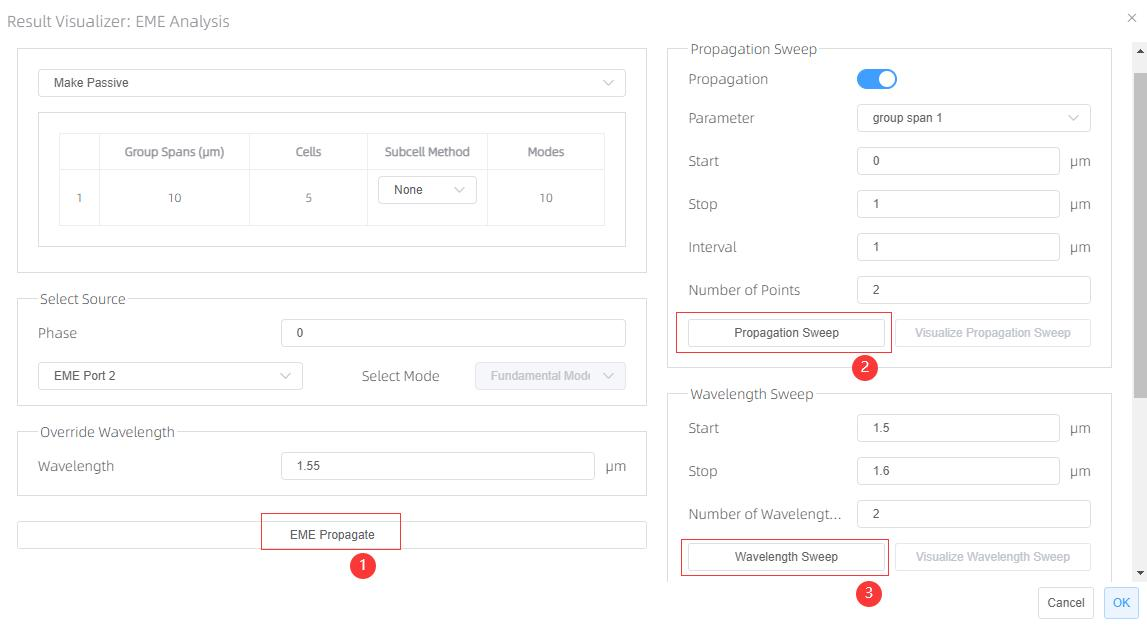 Result Visualizer: EME Analysis
Make Passive
Group Spans (μm) Cells Subcell Method Modes
1 10 5 None 10
Select Source
Phase 0
EME Port 2 Select Mode Fundamental Mod
Override Wavelength
Wavelength 1.55 μm
EME Propagate
1
Propagation Sweep
Propagation
Parameter group span 1
Start 0 μm
Stop 1 μm
Interval 1 μm
Number of Points 2
Propagation Sweep Visualize Propagation Sweep
2
Wavelength Sweep
Start 1.5 μm
Stop 1.6 μm
Number of Wavelengt... 2
Wavelength Sweep Visualize Wavelength Sweep
3
Cancel OK